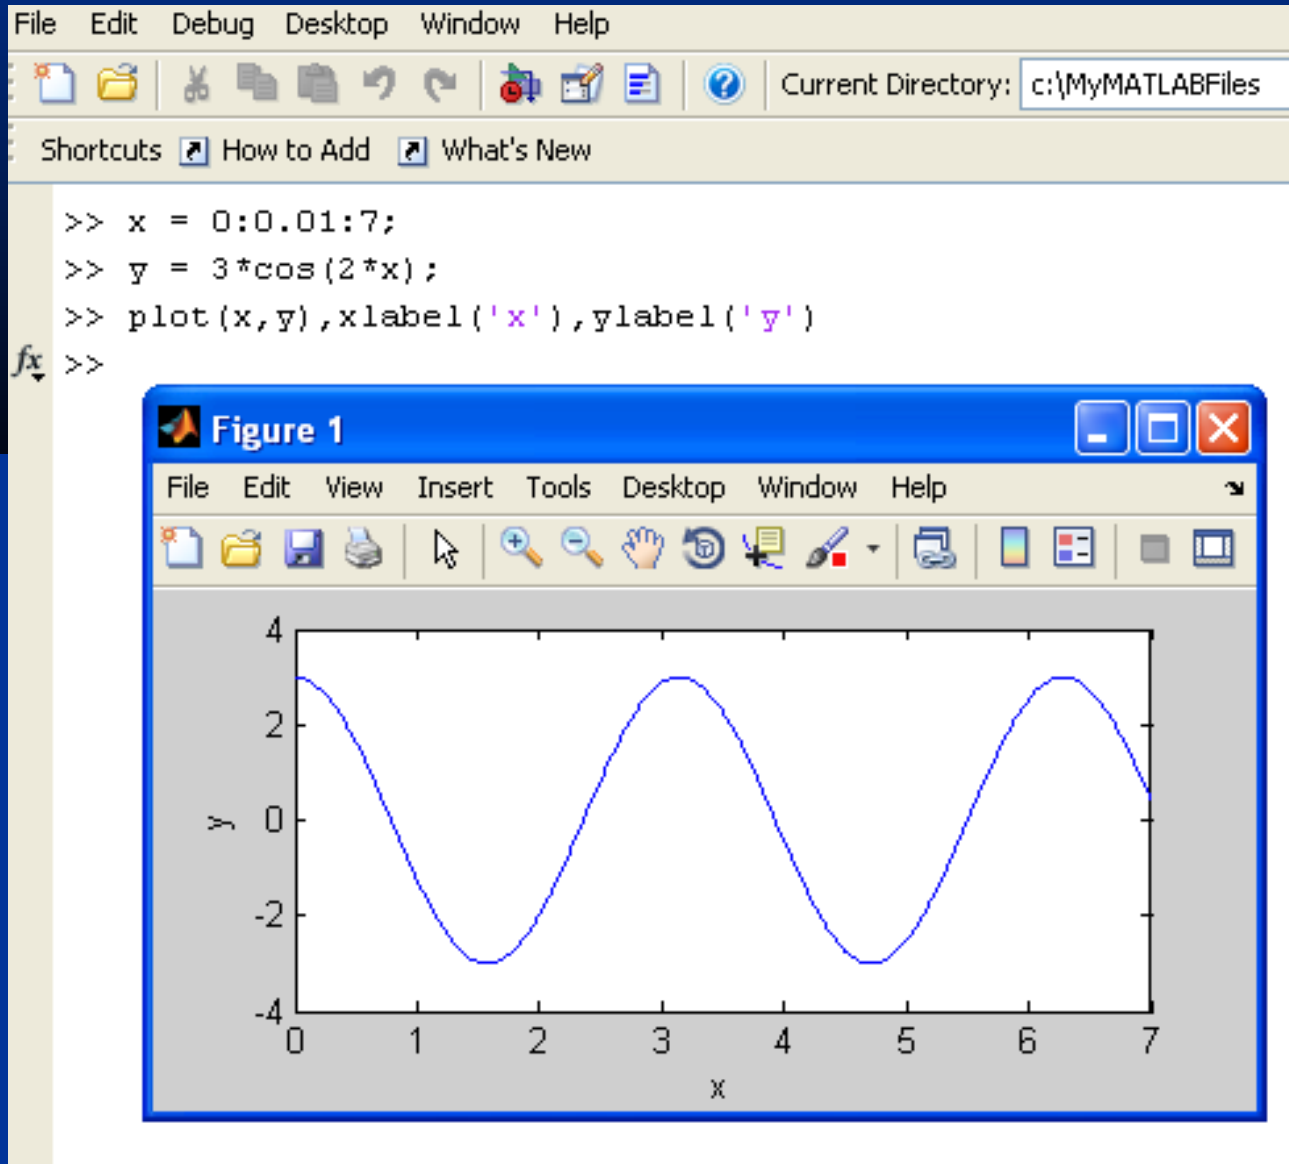 File Edit Debug Desktop Window Help
Current Directory: c:\MyMATLABFiles
Shortcuts How to Add What's New
>> x = 0:0.01:7;
>> y = 3*cos(2*x);
>> plot(x,y),xlabel('x'),ylabel('y')
fx >>
Figure 1
File Edit View Insert Tools Desktop Window Help
4
2
0
-2
-4
y
0 1 2 3 4 5 6 7
x